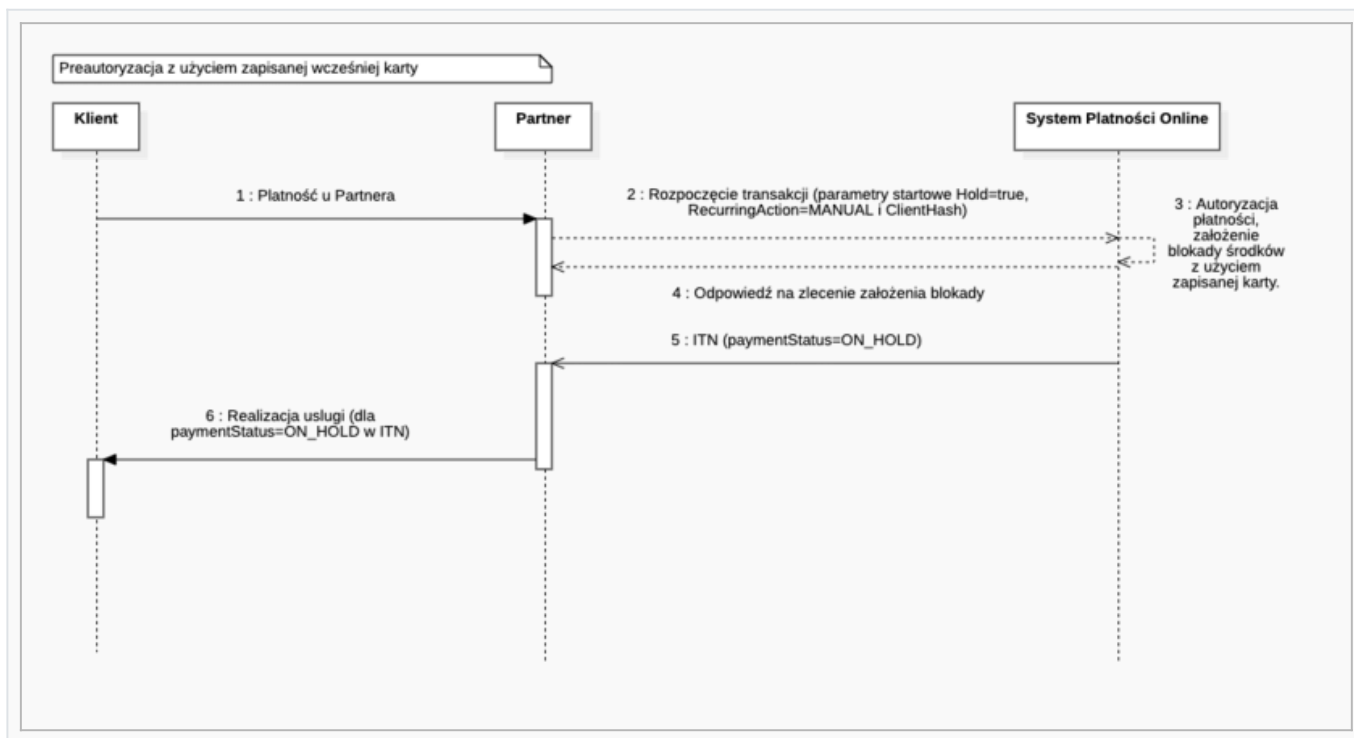 Preautoryzacja z użyciem zapisanej wcześniej karty
Klient
Partner
System Płatności Online
1 : Płatność u Partnera
2 : Rozpoczęcie transakcji (parametry startowe Hold=true,
RecurringAction=MANUAL i ClientHash)
3 : Autoryzacja
płatności,
założenie
blokady środków
z użyciem
zapisanej karty.
4 : Odpowiedź na zlecenie założenia blokady
5 : ITN (paymentStatus=ON_HOLD)
6 : Realizacja uslugi (dla
paymentStatus=ON_HOLD w ITN)